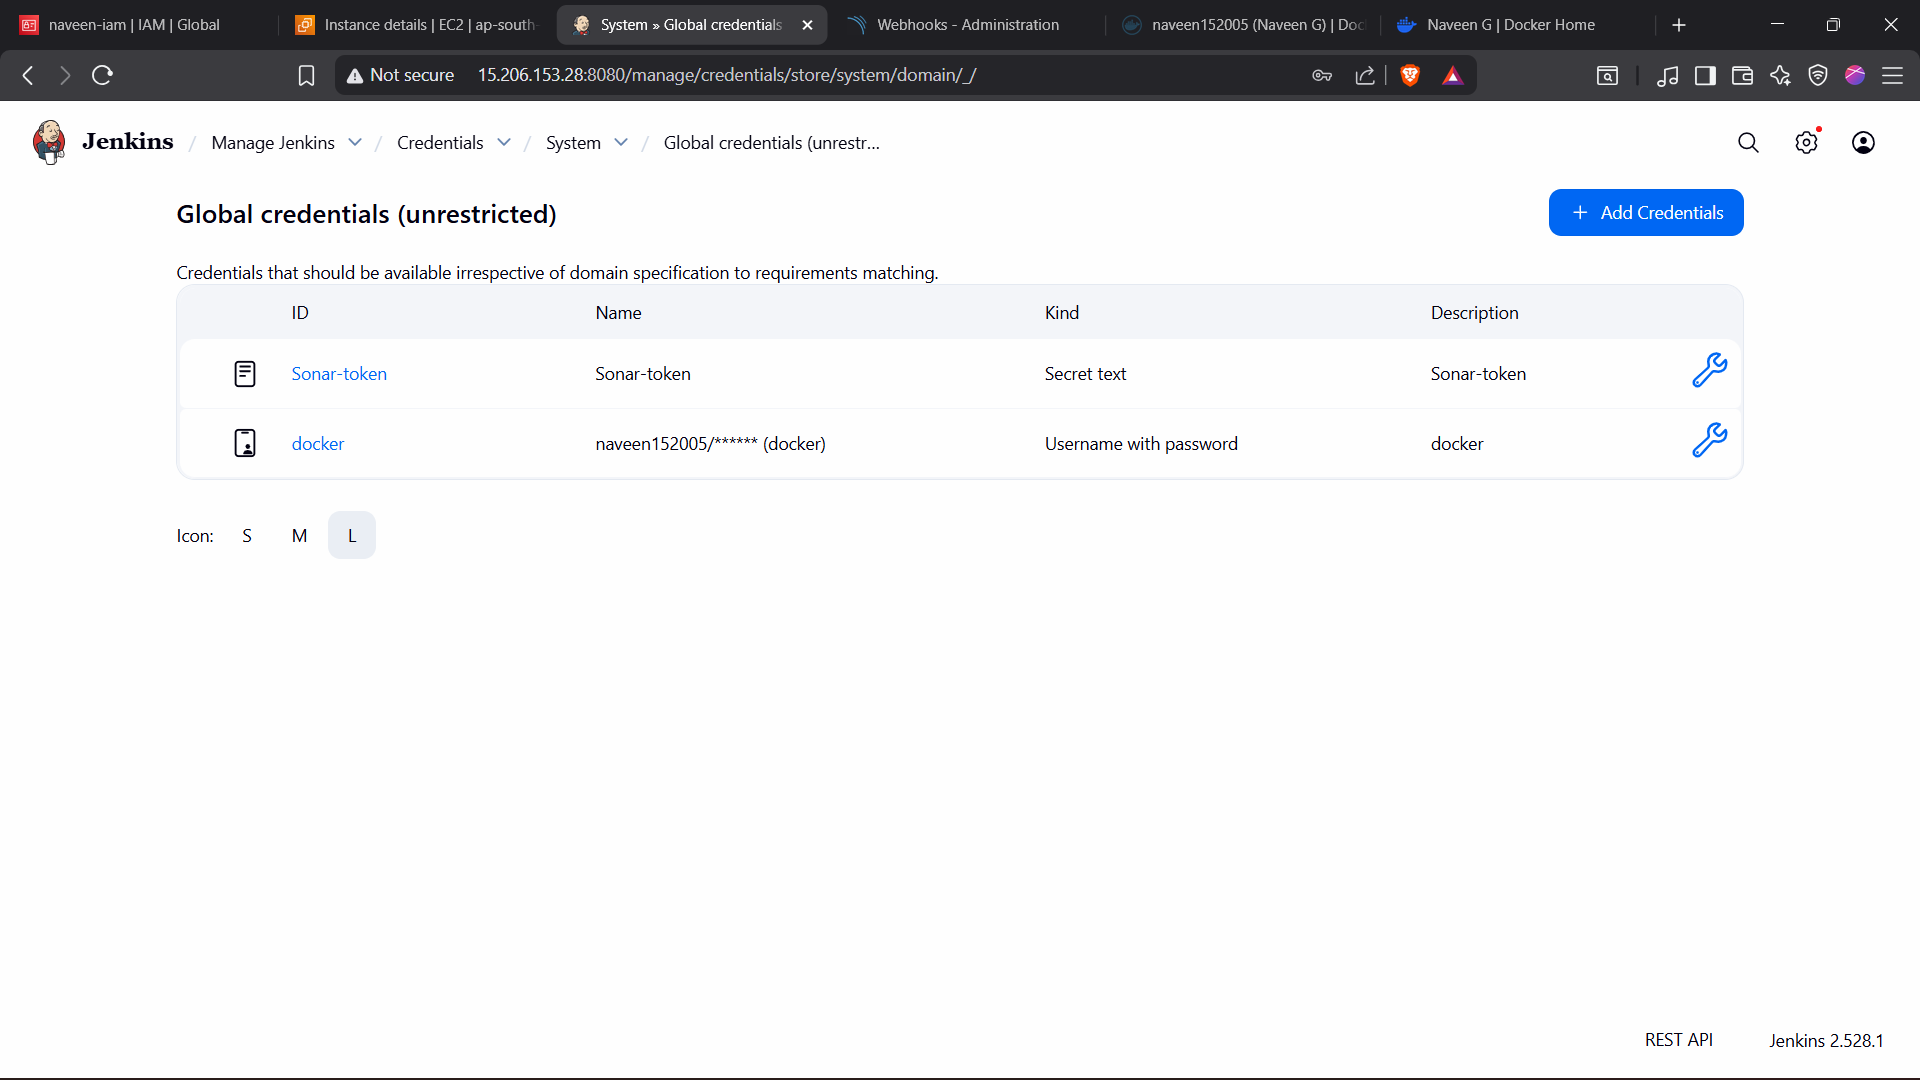 naveen-iam | IAM | Global
Instance details | EC2 | ap-south-
System » Global credentials
Webhooks - Administration
naveen152005 (Naveen G) | Doc
Naveen G | Docker Home
Not secure
15.206.153.28:8080/manage/credentials/store/system/domain/_/
Jenkins / Manage Jenkins / Credentials / System / Global credentials (unrestr...
Global credentials (unrestricted)
+ Add Credentials
Credentials that should be available irrespective of domain specification to requirements matching.
ID Name Kind Description
Sonar-token Sonar-token Secret text Sonar-token
docker naveen152005/****** (docker) Username with password docker
Icon: S M L
REST API Jenkins 2.528.1